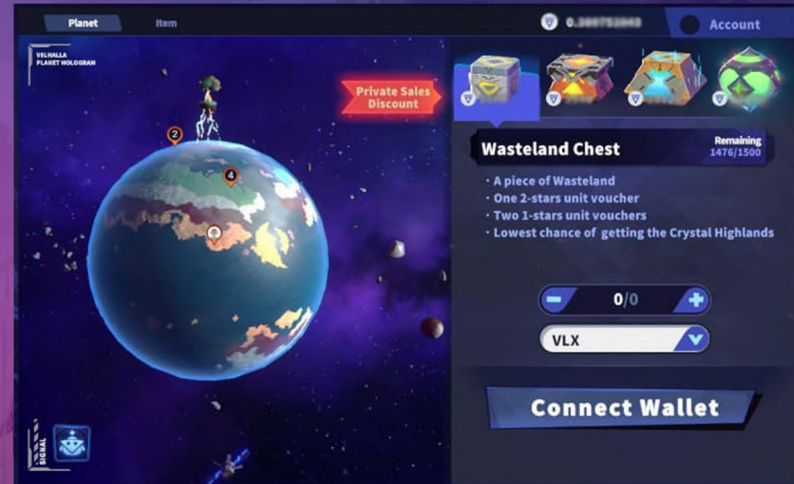 Planet
Item
Account
VELHALLA
PLANET HOLOGRAM
Private Sales
Discount
2
4
Wasteland Chest
Remaining
1476/1500
· A piece of Wasteland
· One 2-stars unit voucher
· Two 1-stars unit vouchers
· Lowest chance of getting the Crystal Highlands
0/0
VLX
Connect Wallet
SIGNAL